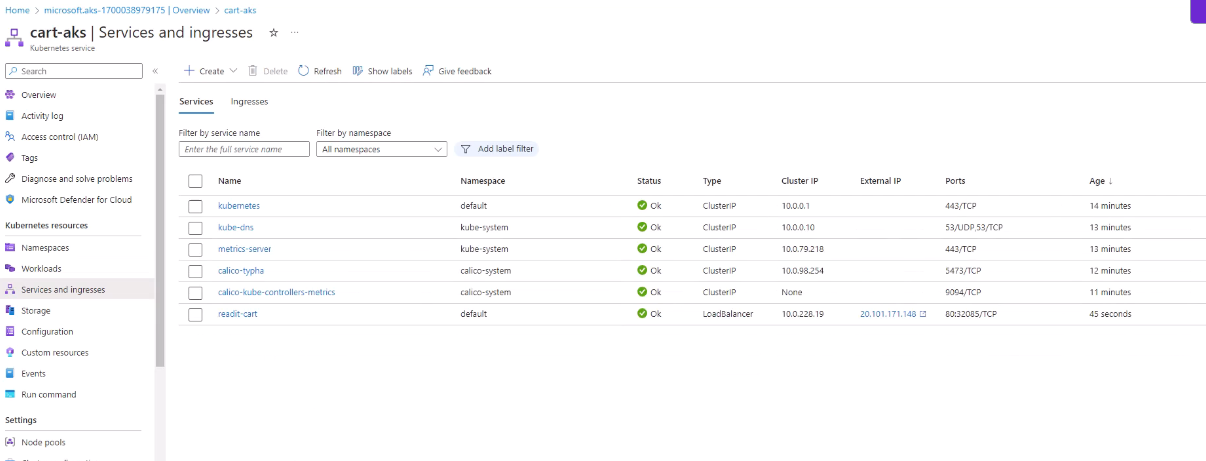 Home > microsoft.aks-1700038979175 | Overview > cart-aks
cart-aks | Services and ingresses ☆ ...
Kubernetes service
Search
«
Create Delete Refresh Show labels Give feedback
Overview
Activity log
Access control (IAM)
Tags
Diagnose and solve problems
Microsoft Defender for Cloud
Kubernetes resources
Namespaces
Workloads
Services and ingresses
Storage
Configuration
Custom resources
Events
Run command
Settings
Node pools
Services Ingresses
Filter by service name Filter by namespace
Enter the full service name All namespaces Add label filter
Name Namespace Status Type Cluster IP External IP Ports Age ↓
kubernetes default Ok ClusterIP 10.0.0.1 443/TCP 14 minutes
kube-dns kube-system Ok ClusterIP 10.0.0.10 53/UDP,53/TCP 13 minutes
metrics-server kube-system Ok ClusterIP 10.0.79.218 443/TCP 13 minutes
calico-typha calico-system Ok ClusterIP 10.0.98.254 5473/TCP 12 minutes
calico-kube-controllers-metrics calico-system Ok ClusterIP None 9094/TCP 11 minutes
readit-cart default Ok LoadBalancer 10.0.228.19 20.101.171.148 80:32085/TCP 45 seconds